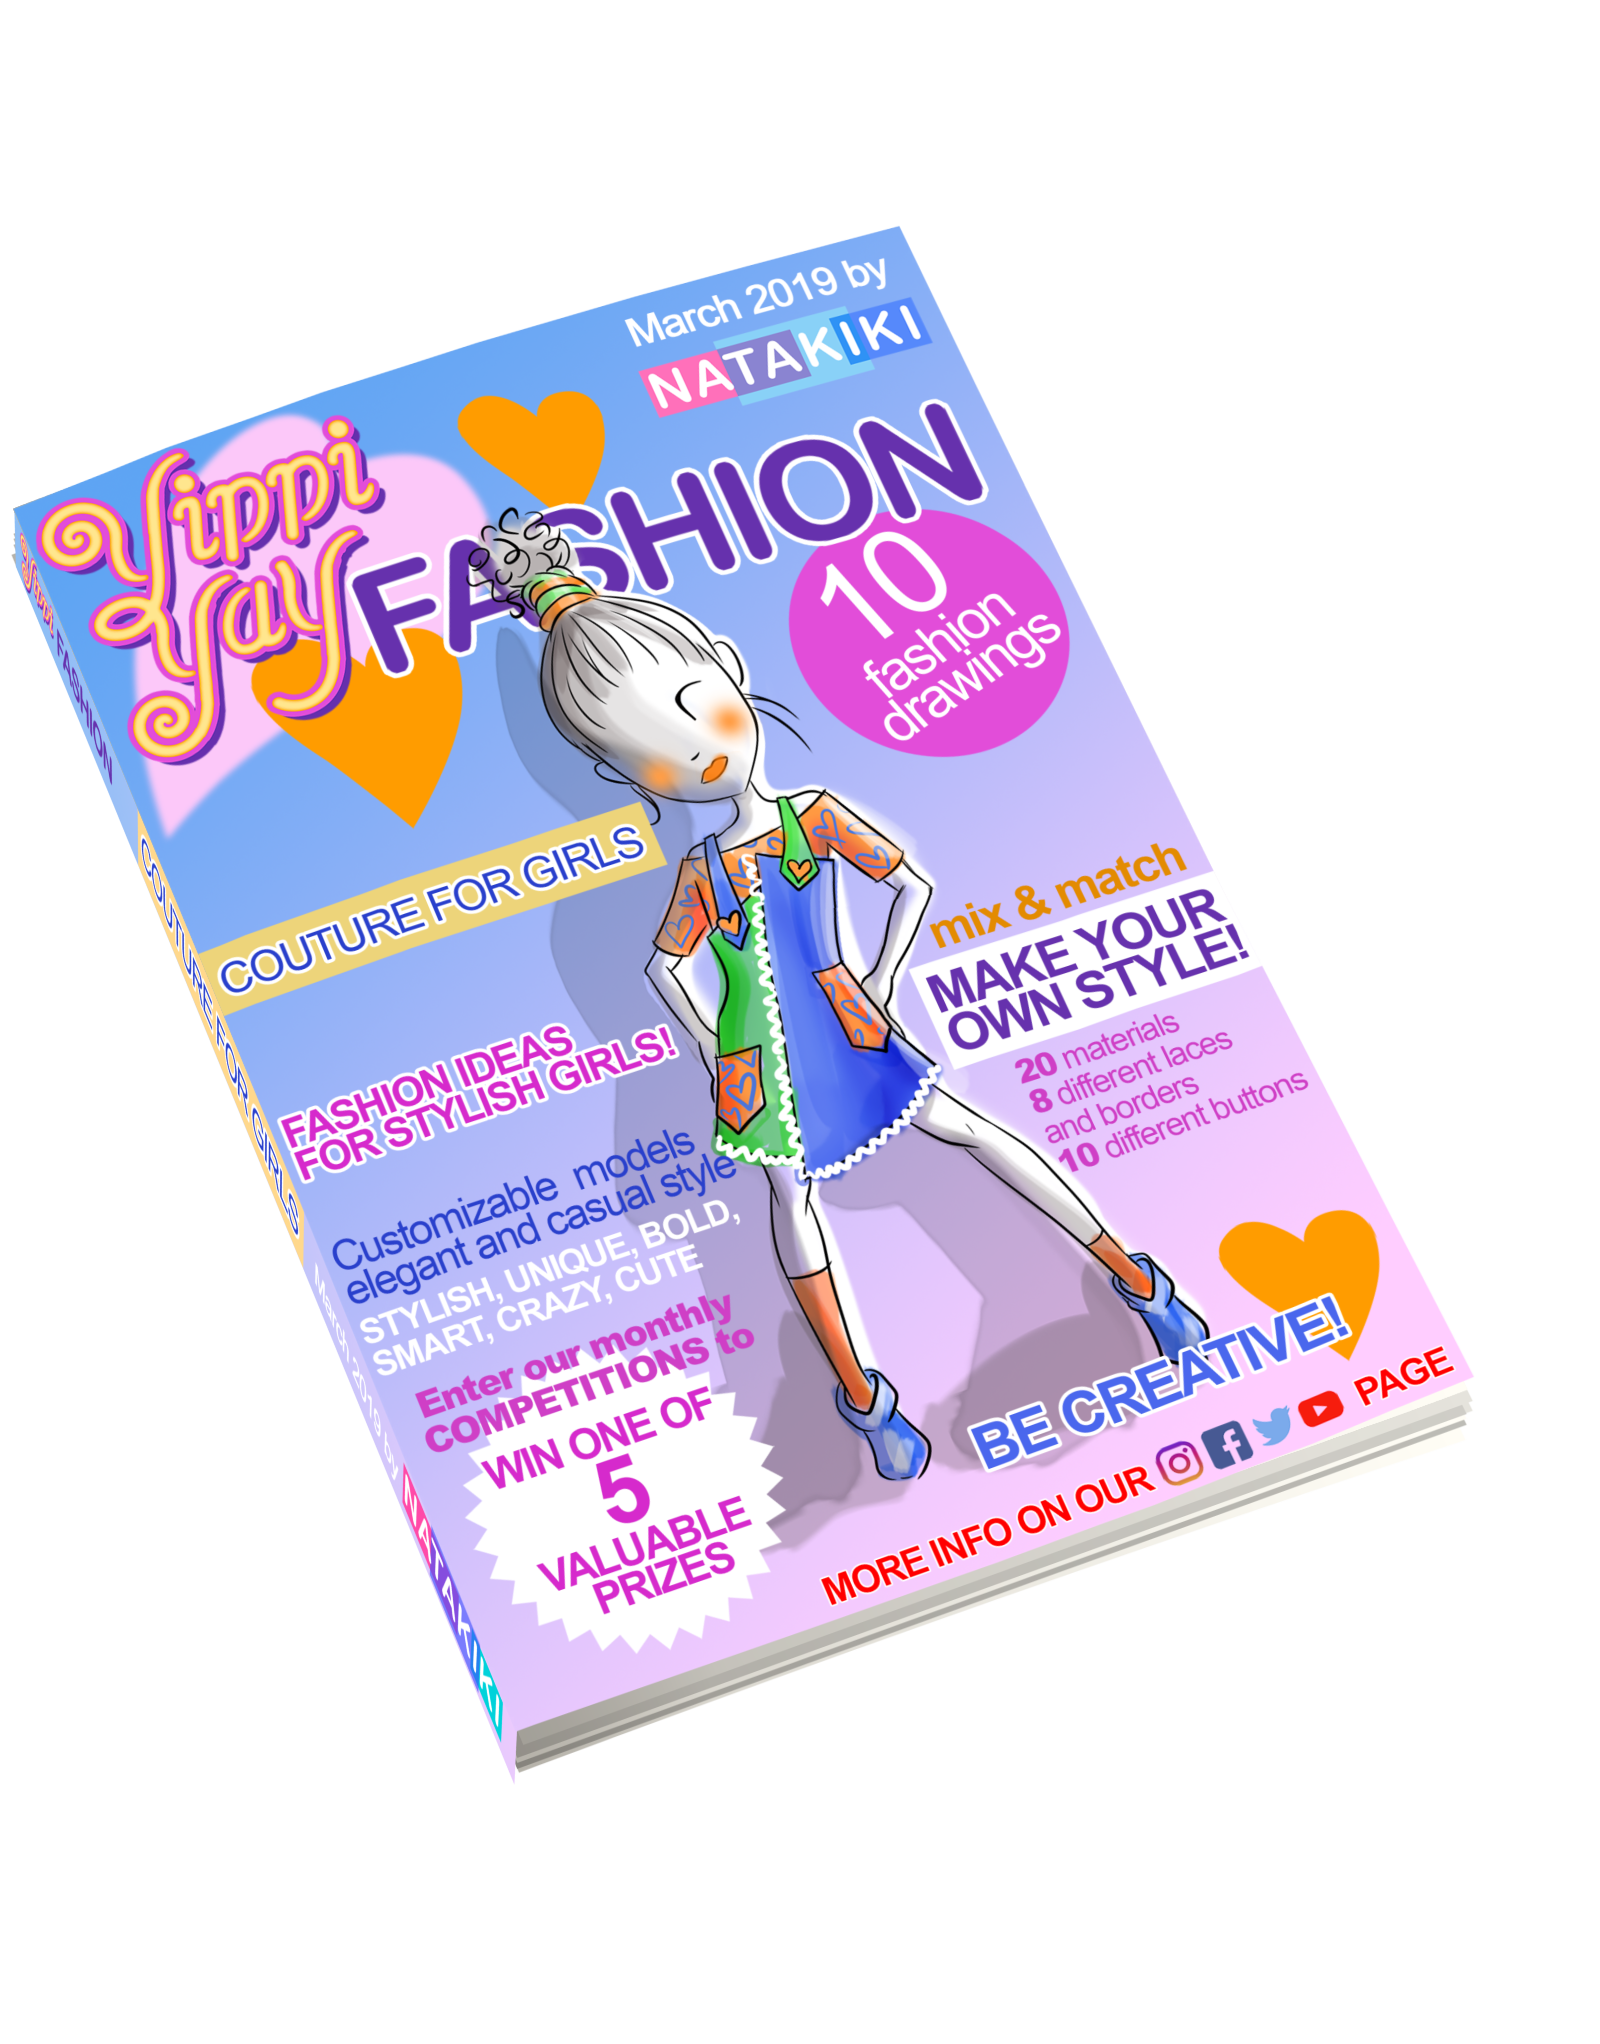 March 2019 by
NATAKIKI
Yippi
Yay
FASHION
10
fashion
drawings
COUTURE FOR GIRLS
mix & match
MAKE YOUR
OWN STYLE!
20 materials
8 different laces
and borders
10 different buttons
FASHION IDEAS
FOR STYLISH GIRLS!
Customizable models
elegant and casual style
STYLISH, UNIQUE, BOLD,
SMART, CRAZY, CUTE
Enter our monthly
COMPETITIONS to
WIN ONE OF
5
VALUABLE
PRIZES
BE CREATIVE!
MORE INFO ON OUR PAGE
Yippi FASHION
COUTURE FOR GIRLS
March 2019 by
NATAKIKI